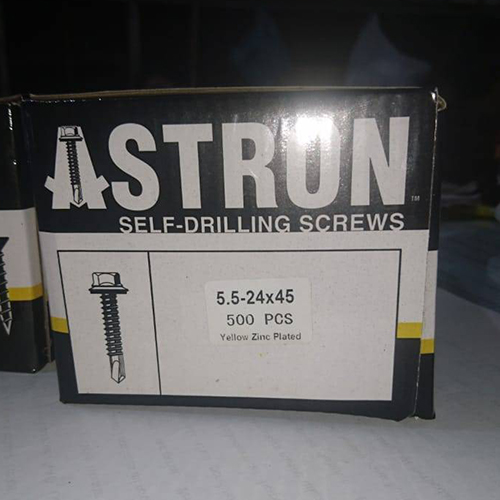 ASTRON
TM
SELF-DRILLING SCREWS
5.5-24x45
500 PCS
Yellow Zinc Plated